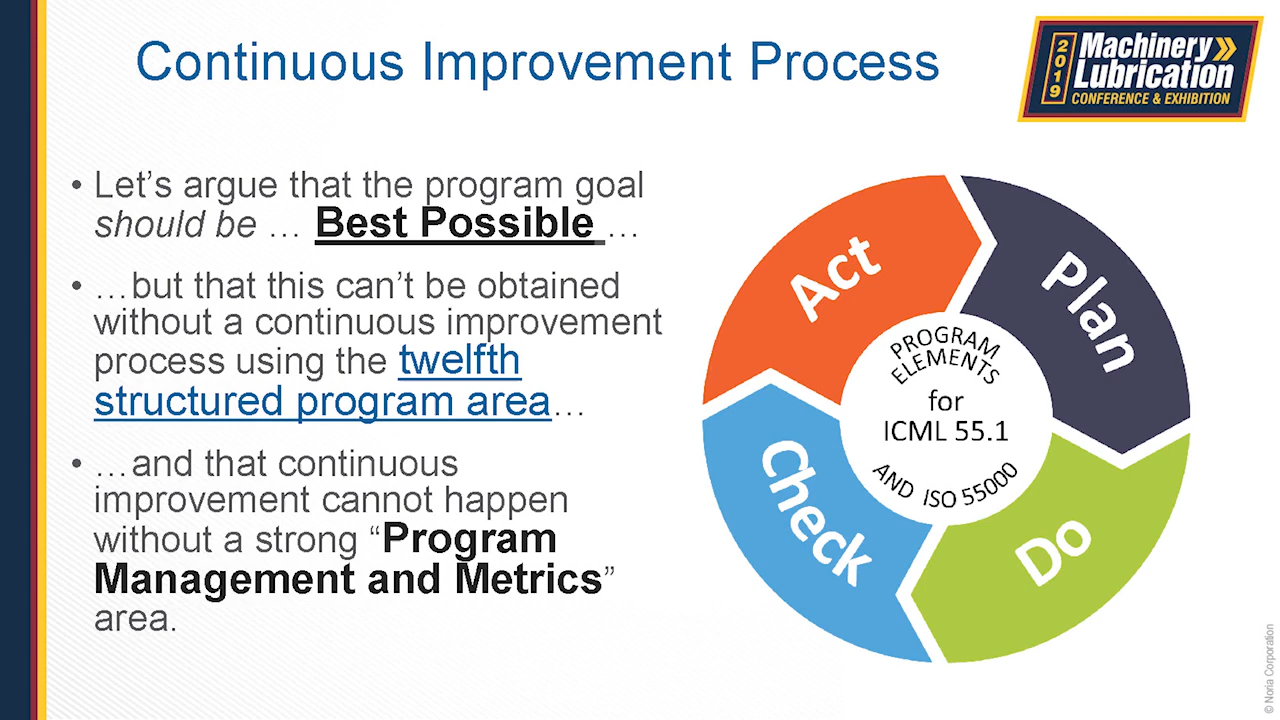 Continuous Improvement Process
2019
Machinery
Lubrication
CONFERENCE & EXHIBITION
• Let’s argue that the program goal
should be … Best Possible …
• …but that this can’t be obtained
without a continuous improvement
process using the twelfth
structured program area…
• …and that continuous
improvement cannot happen
without a strong “Program
Management and Metrics”
area.
Act
Plan
Check
Do
PROGRAM
ELEMENTS
for
ICML 55.1
AND ISO 55000
© Noria Corporation